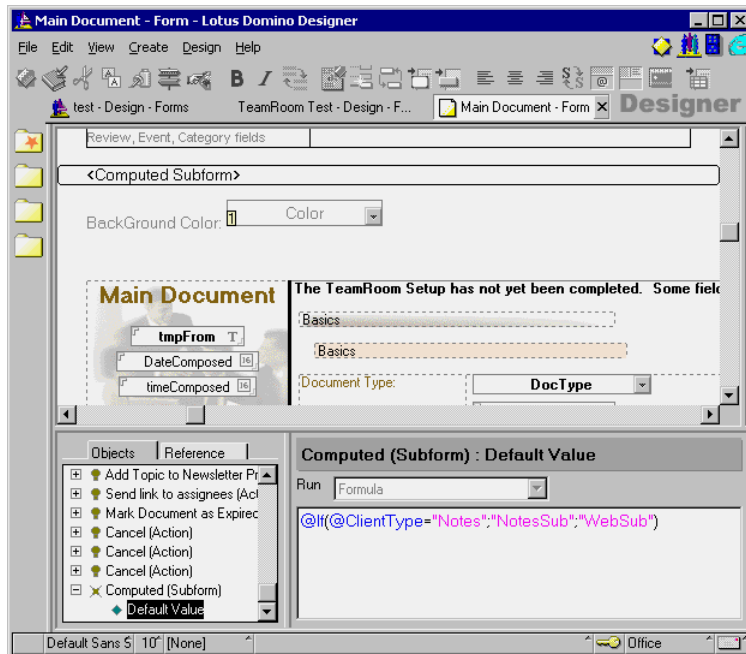 Main Document - Form - Lotus Domino Designer
File Edit View Create Design Help
test - Design - Forms TeamRoom Test - Design - F... Main Document - Form Designer
Review, Event, Category fields
<Computed Subform>
BackGround Color: 1 Color
Main Document
The TeamRoom Setup has not yet been completed. Some field
Basics
tmpFrom T
Basics
DateComposed 16
timeComposed 16
Document Type: DocType
Objects Reference
Computed (Subform) : Default Value
Add Topic to Newsletter Pr
Send link to assignees (Act
Mark Document as Expired
Cancel (Action)
Cancel (Action)
Cancel (Action)
Computed (Subform)
Default Value
Run Formula
@If(@ClientType="Notes";"NotesSub";"WebSub")
Default Sans S 10 [None] Office